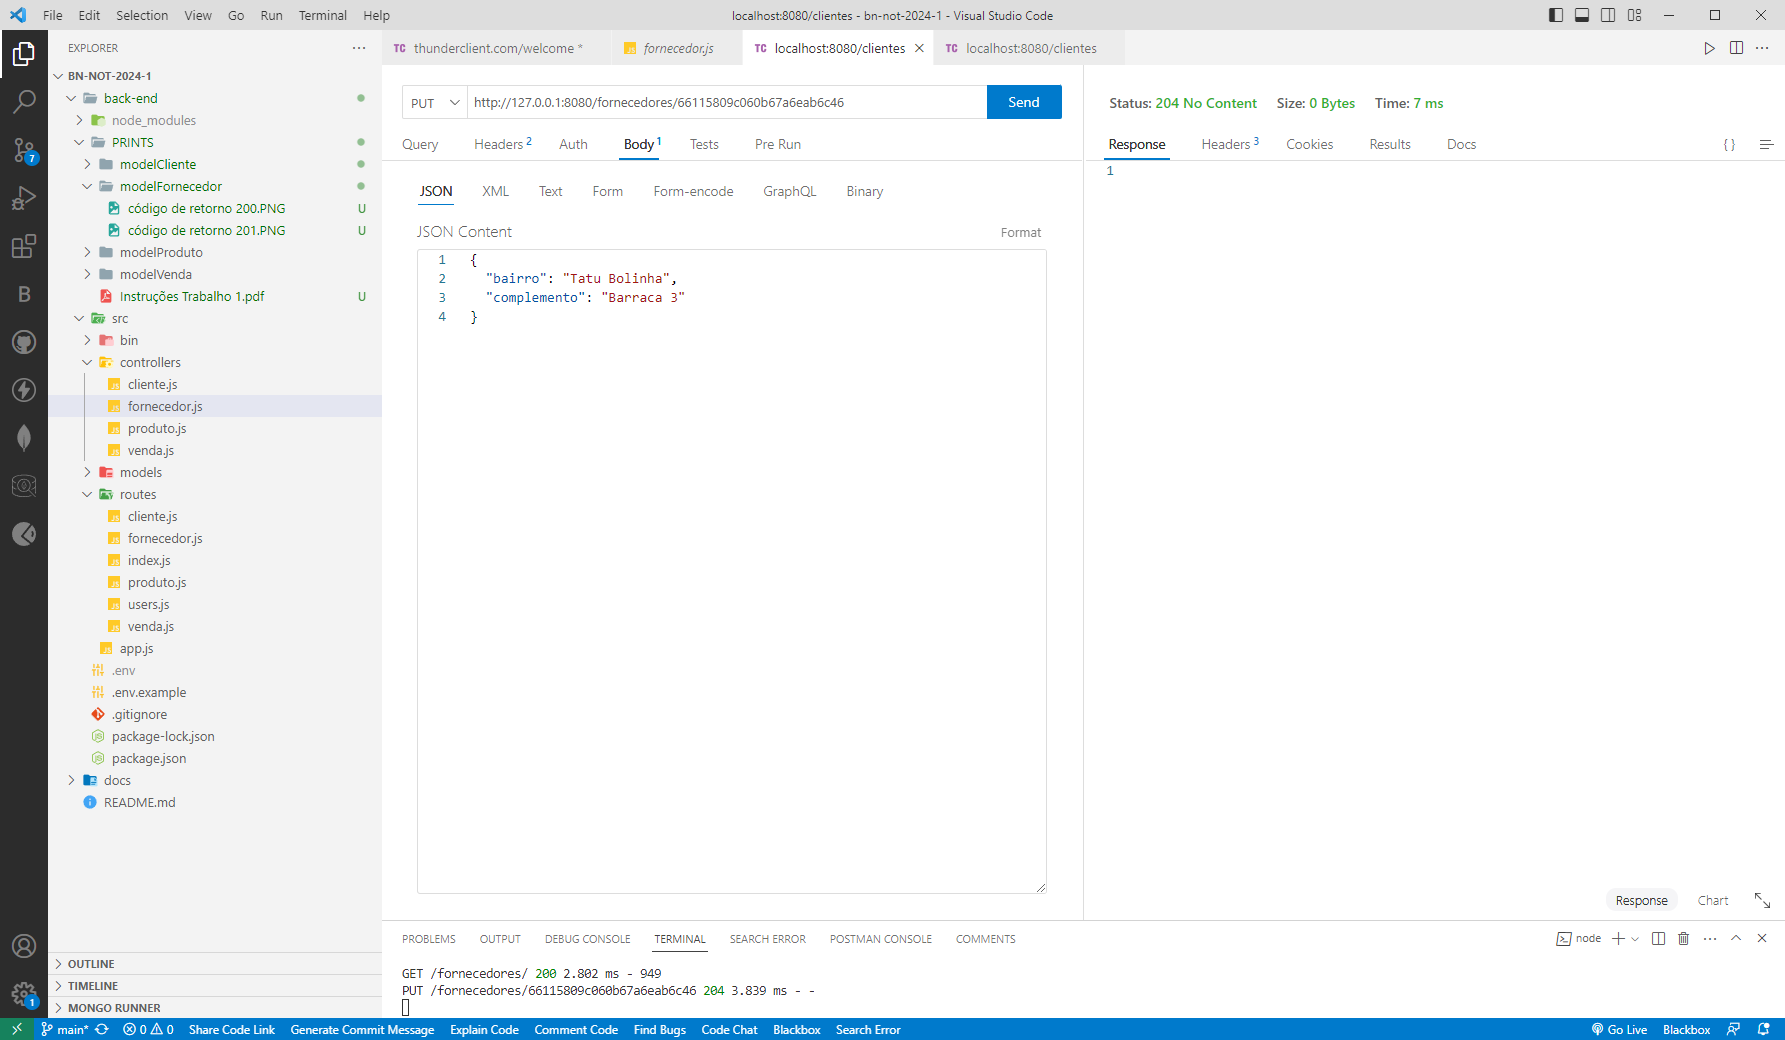 File Edit Selection View Go Run Terminal Help
localhost:8080/clientes - bn-not-2024-1 - Visual Studio Code
EXPLORER
BN-NOT-2024-1
back-end
node_modules
PRINTS
modelCliente
modelFornecedor
código de retorno 200.PNG U
código de retorno 201.PNG U
modelProduto
modelVenda
Instruções Trabalho 1.pdf U
src
bin
controllers
cliente.js
fornecedor.js
produto.js
venda.js
models
routes
cliente.js
fornecedor.js
index.js
produto.js
users.js
venda.js
app.js
.env
.env.example
.gitignore
package-lock.json
package.json
docs
README.md
OUTLINE
TIMELINE
MONGO RUNNER
7
B
1
TC thunderclient.com/welcome *
JS fornecedor.js
TC localhost:8080/clientes
TC localhost:8080/clientes
PUT http://127.0.0.1:8080/fornecedores/66115809c060b67a6eab6c46 Send
Query Headers 2 Auth Body 1 Tests Pre Run
JSON XML Text Form Form-encode GraphQL Binary
JSON Content Format
1 {
2 "bairro": "Tatu Bolinha",
3 "complemento": "Barraca 3"
4 }
Status: 204 No Content Size: 0 Bytes Time: 7 ms
Response Headers 3 Cookies Results Docs {}
1
Response Chart
PROBLEMS OUTPUT DEBUG CONSOLE TERMINAL SEARCH ERROR POSTMAN CONSOLE COMMENTS
node
GET /fornecedores/ 200 2.802 ms - 949
PUT /fornecedores/66115809c060b67a6eab6c46 204 3.839 ms - -
main* 0 0 Share Code Link Generate Commit Message Explain Code Comment Code Find Bugs Code Chat Blackbox Search Error
Go Live Blackbox